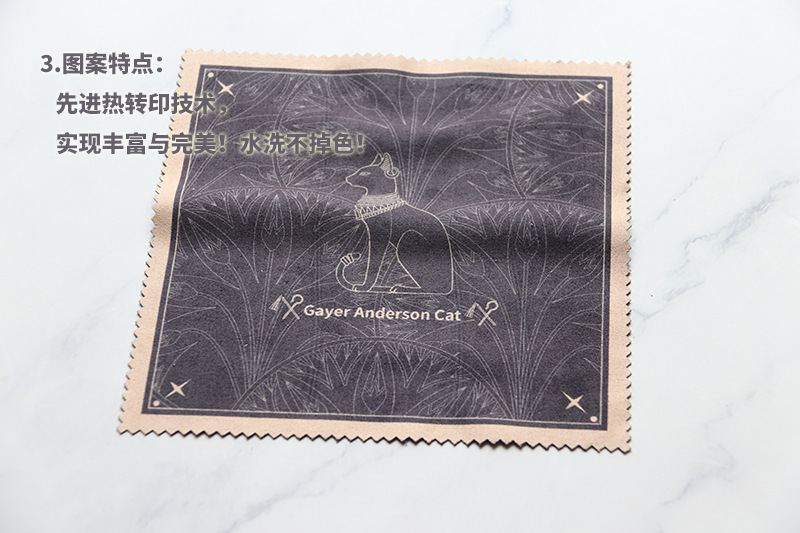 3.图案特点：
先进热转印技术，
实现丰富与完美！水洗不掉色！
Gayer Anderson Cat